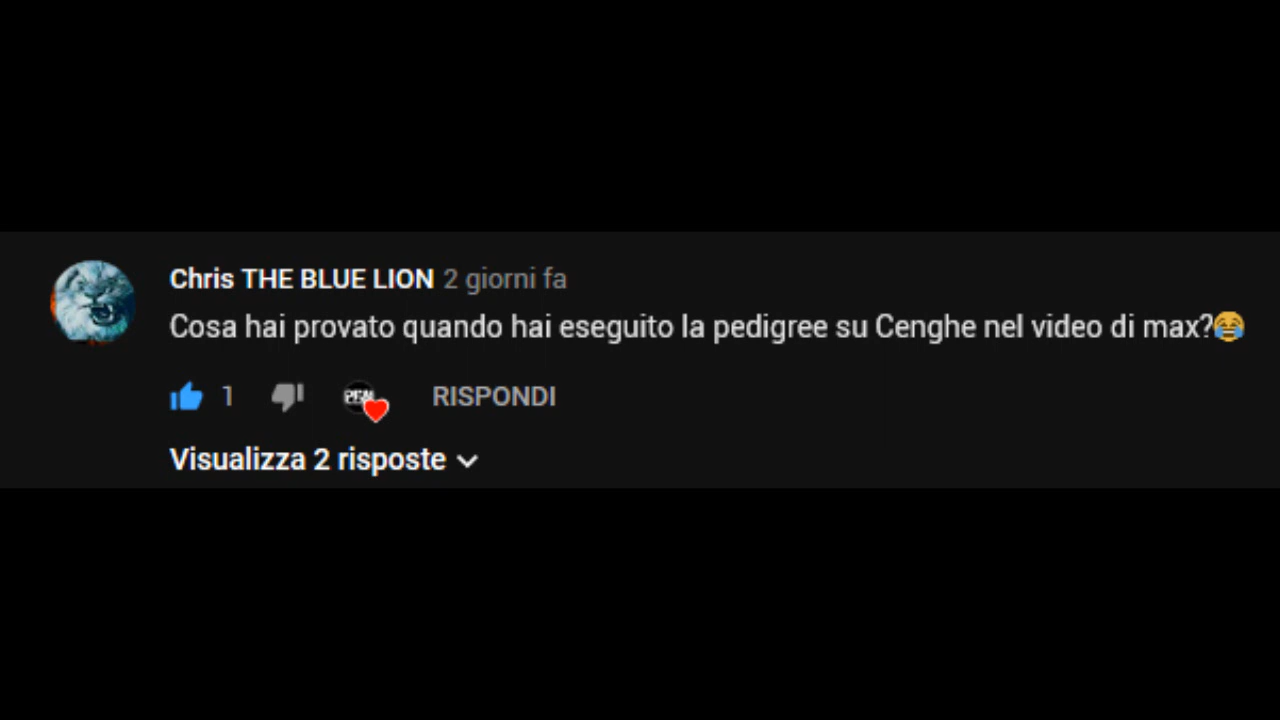 Chris THE BLUE LION 2 giorni fa
Cosa hai provato quando hai eseguito la pedigree su Cenghe nel video di max?😂
1 RISPONDI
Visualizza 2 risposte